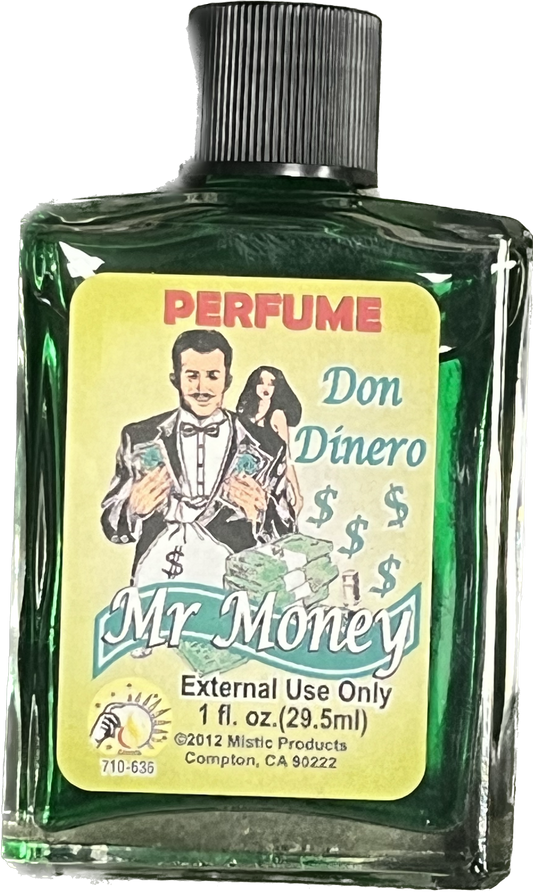 PERFUME
Don
Dinero
$ $
$
$
$
Mr Money
External Use Only
1 fl. oz.(29.5ml)
©2012 Mistic Products
Compton, CA 90222
710-636